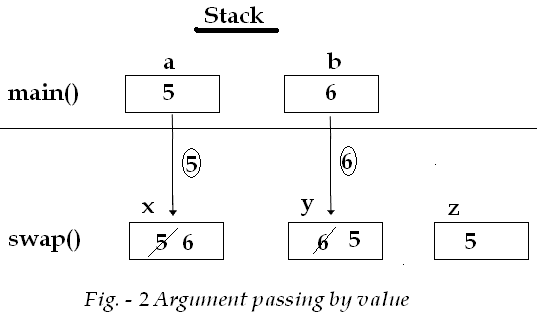 Stack
a b
main() 5 6
5 6
x y z
swap() 5 6 6 5 5
Fig. - 2 Argument passing by value